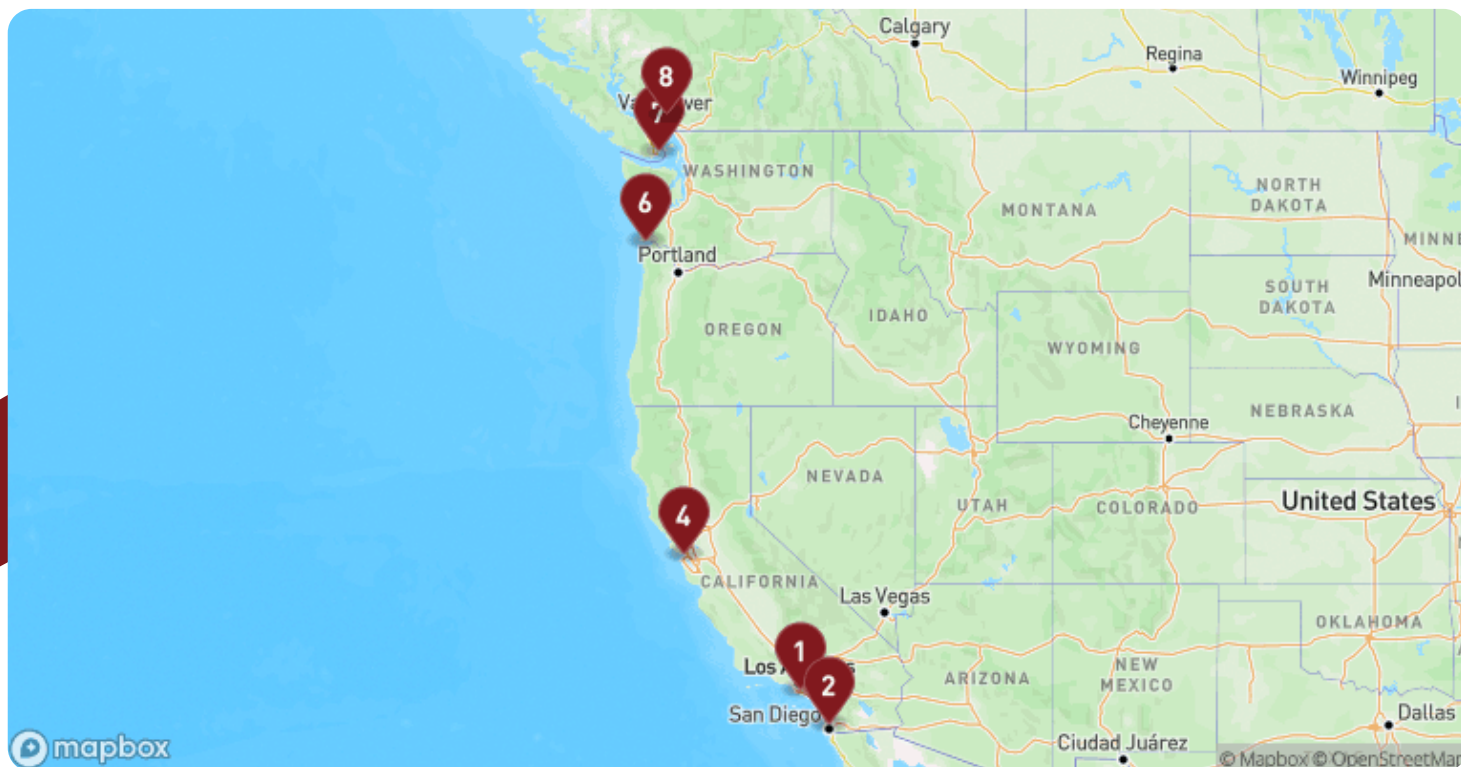 Calgary
Regina
Winnipeg
8
7
WASHINGTON
6
Portland
MONTANA
NORTH
DAKOTA
SOUTH
DAKOTA
OREGON
IDAHO
WYOMING
Cheyenne
NEBRASKA
NEVADA
UTAH
COLORADO
United States
4
CALIFORNIA
Las Vegas
OKLAHOMA
1
2
San Diego
ARIZONA
NEW
MEXICO
Dallas
Ciudad Juárez
mapbox
© Mapbox © OpenStreetMap